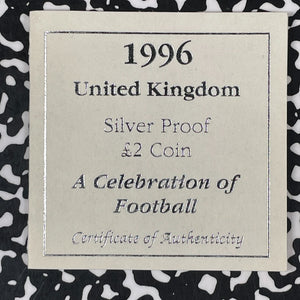 1996
United Kingdom
Silver Proof
£2 Coin
A Celebration of
Football
Certificate of Authenticity